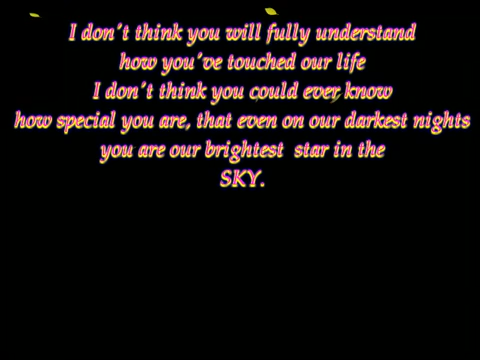 I don't think you will fully understand
how you've touched our life
I don't think you could ever know
how special you are, that even on our darkest nights
you are our brightest star in the
SKY.